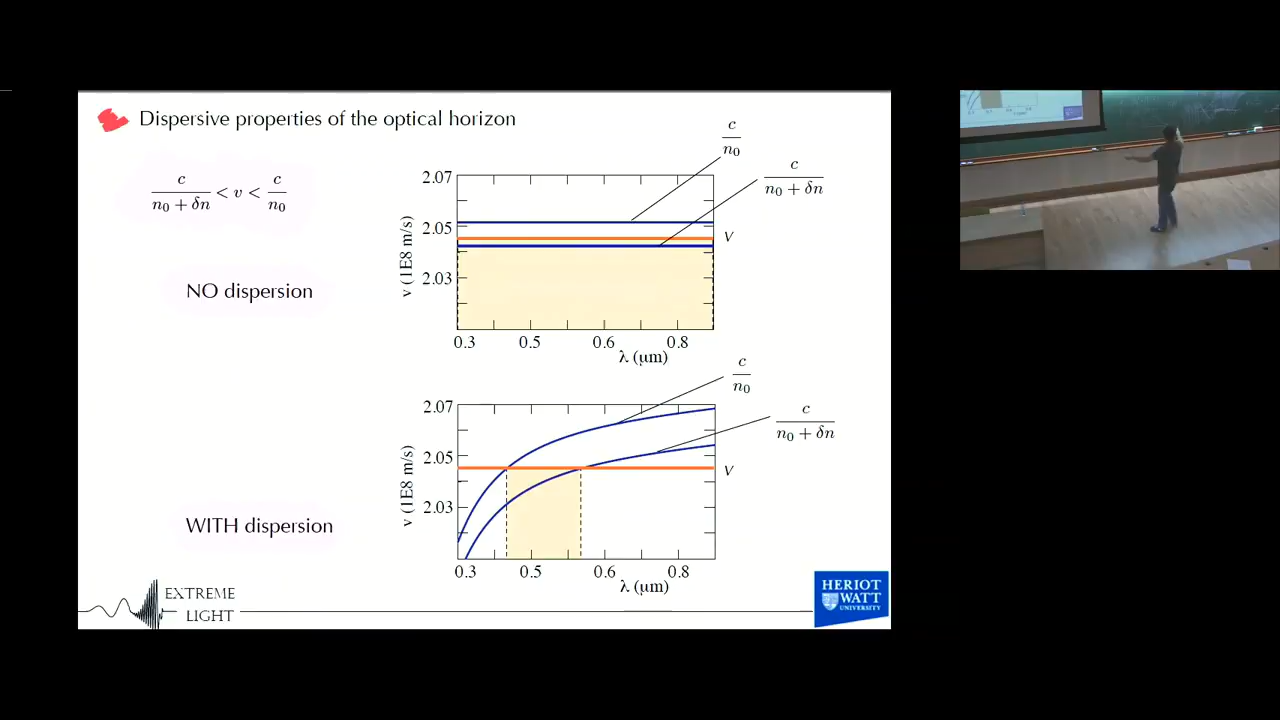 Dispersive properties of the optical horizon
c/(n₀ + δn) < v < c/n₀
NO dispersion
c/n₀
c/(n₀ + δn)
V
v (1E8 m/s)
2.07
2.05
2.03
0.3 0.5 0.6 0.8
λ (μm)
WITH dispersion
c/n₀
c/(n₀ + δn)
V
v (1E8 m/s)
2.07
2.05
2.03
0.3 0.5 0.6 0.8
λ (μm)
EXTREME
LIGHT
HERIOT
WATT
UNIVERSITY